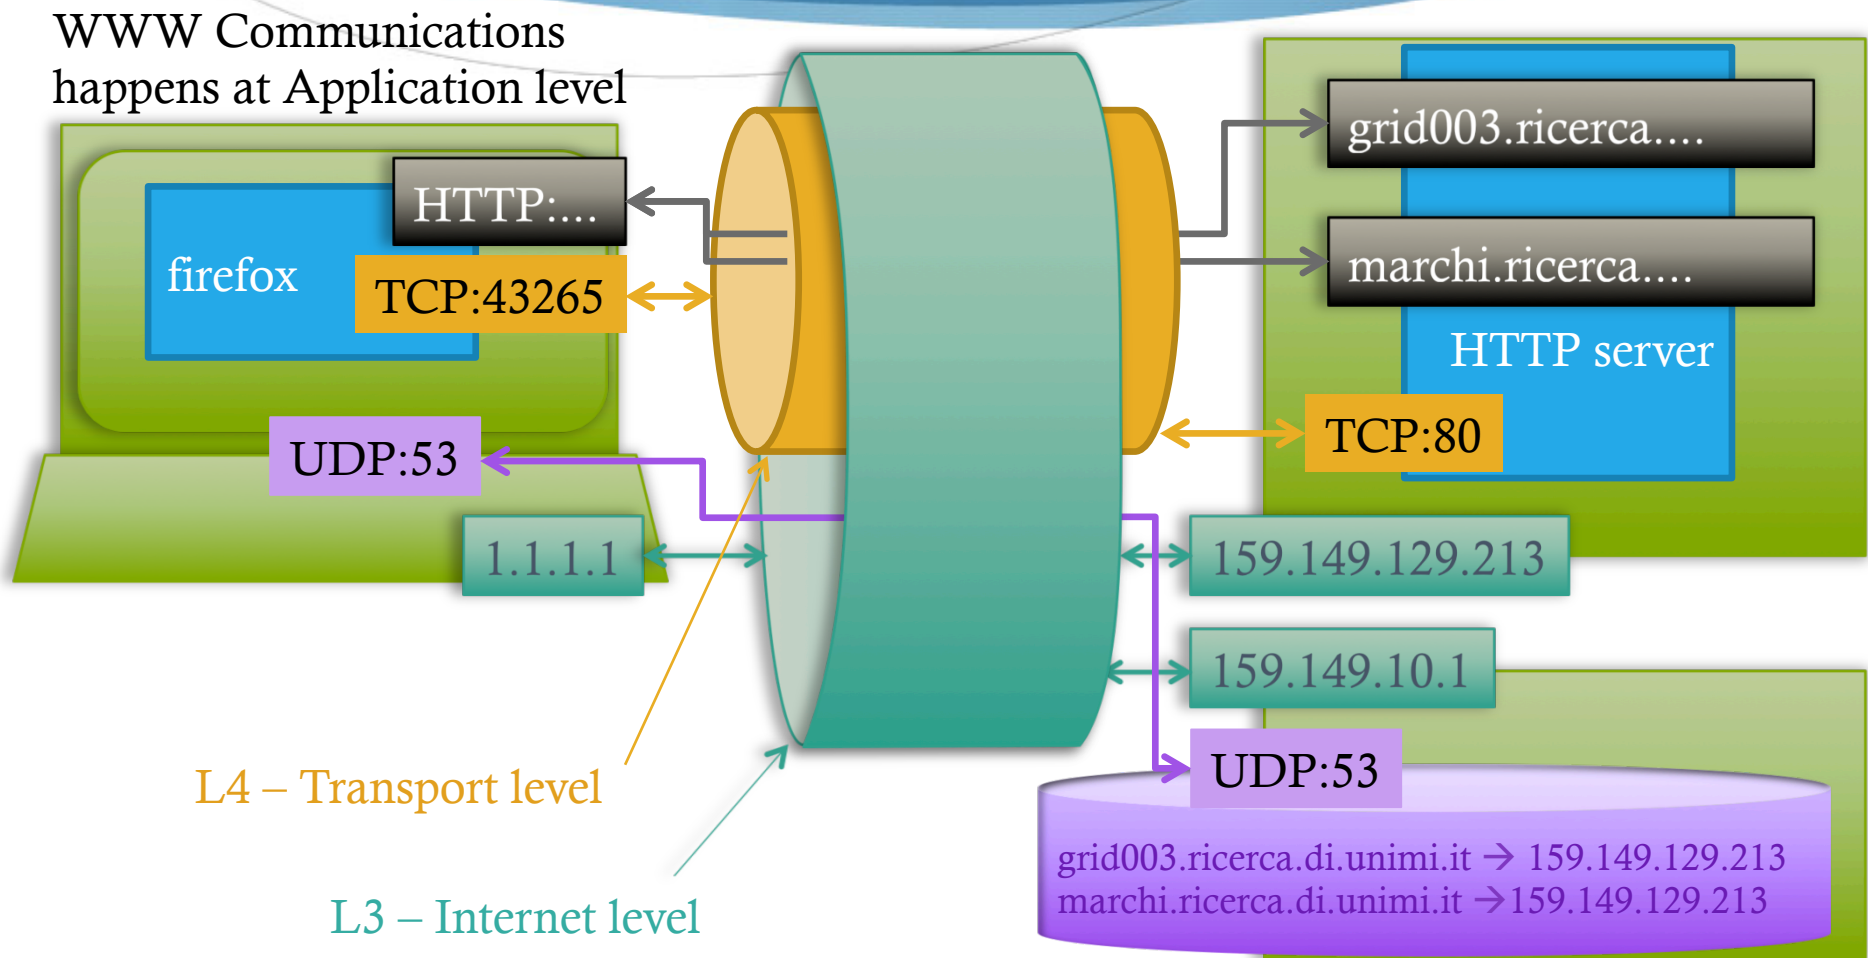 WWW Communications
happens at Application level
HTTP:...
firefox
TCP:43265
UDP:53
1.1.1.1
grid003.ricerca....
marchi.ricerca....
HTTP server
TCP:80
159.149.129.213
159.149.10.1
UDP:53
grid003.ricerca.di.unimi.it → 159.149.129.213
marchi.ricerca.di.unimi.it →159.149.129.213
L4 – Transport level
L3 – Internet level